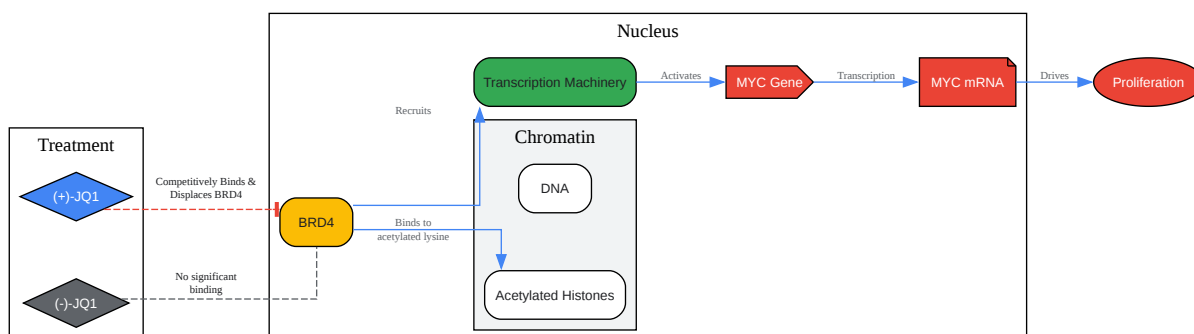 Nucleus
Transcription Machinery
Activates
MYC Gene
Transcription
MYC mRNA
Drives
Proliferation
Recruits
Treatment
Chromatin
(+)-JQ1
Competitively Binds &
Displaces BRD4
DNA
BRD4
Binds to
acetylated lysine
No significant
binding
(-)-JQ1
Acetylated Histones